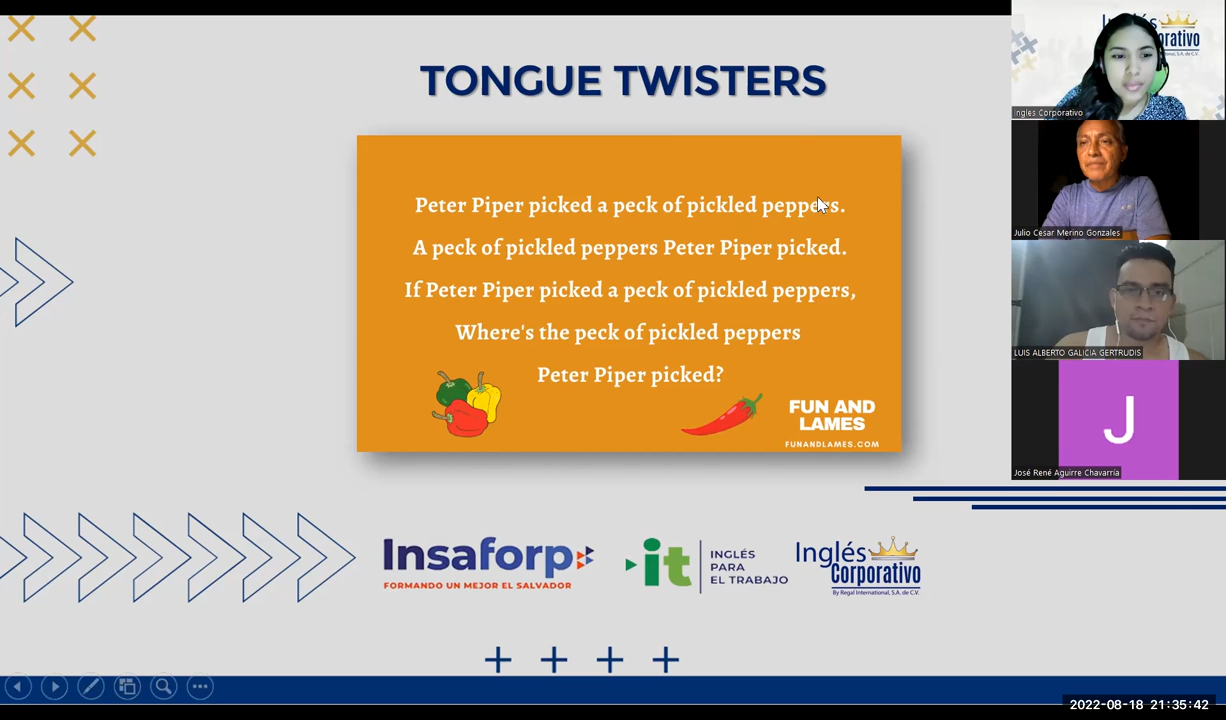 TONGUE TWISTERS
Peter Piper picked a peck of pickled peppers.
A peck of pickled peppers Peter Piper picked.
If Peter Piper picked a peck of pickled peppers,
Where's the peck of pickled peppers
Peter Piper picked?
FUN AND
LAMES
FUNANDLAMES.COM
Insaforp
FORMANDO UN MEJOR EL SALVADOR
it
INGLÉS
PARA
EL TRABAJO
Inglés
Corporativo
By Regal International, S.A. de C.V.
Ingles Corporativo
Julio Cesar Merino Gonzales
LUIS ALBERTO GALICIA GERTRUDIS
J
José René Aguirre Chavarría
2022-08-18 21:35:42